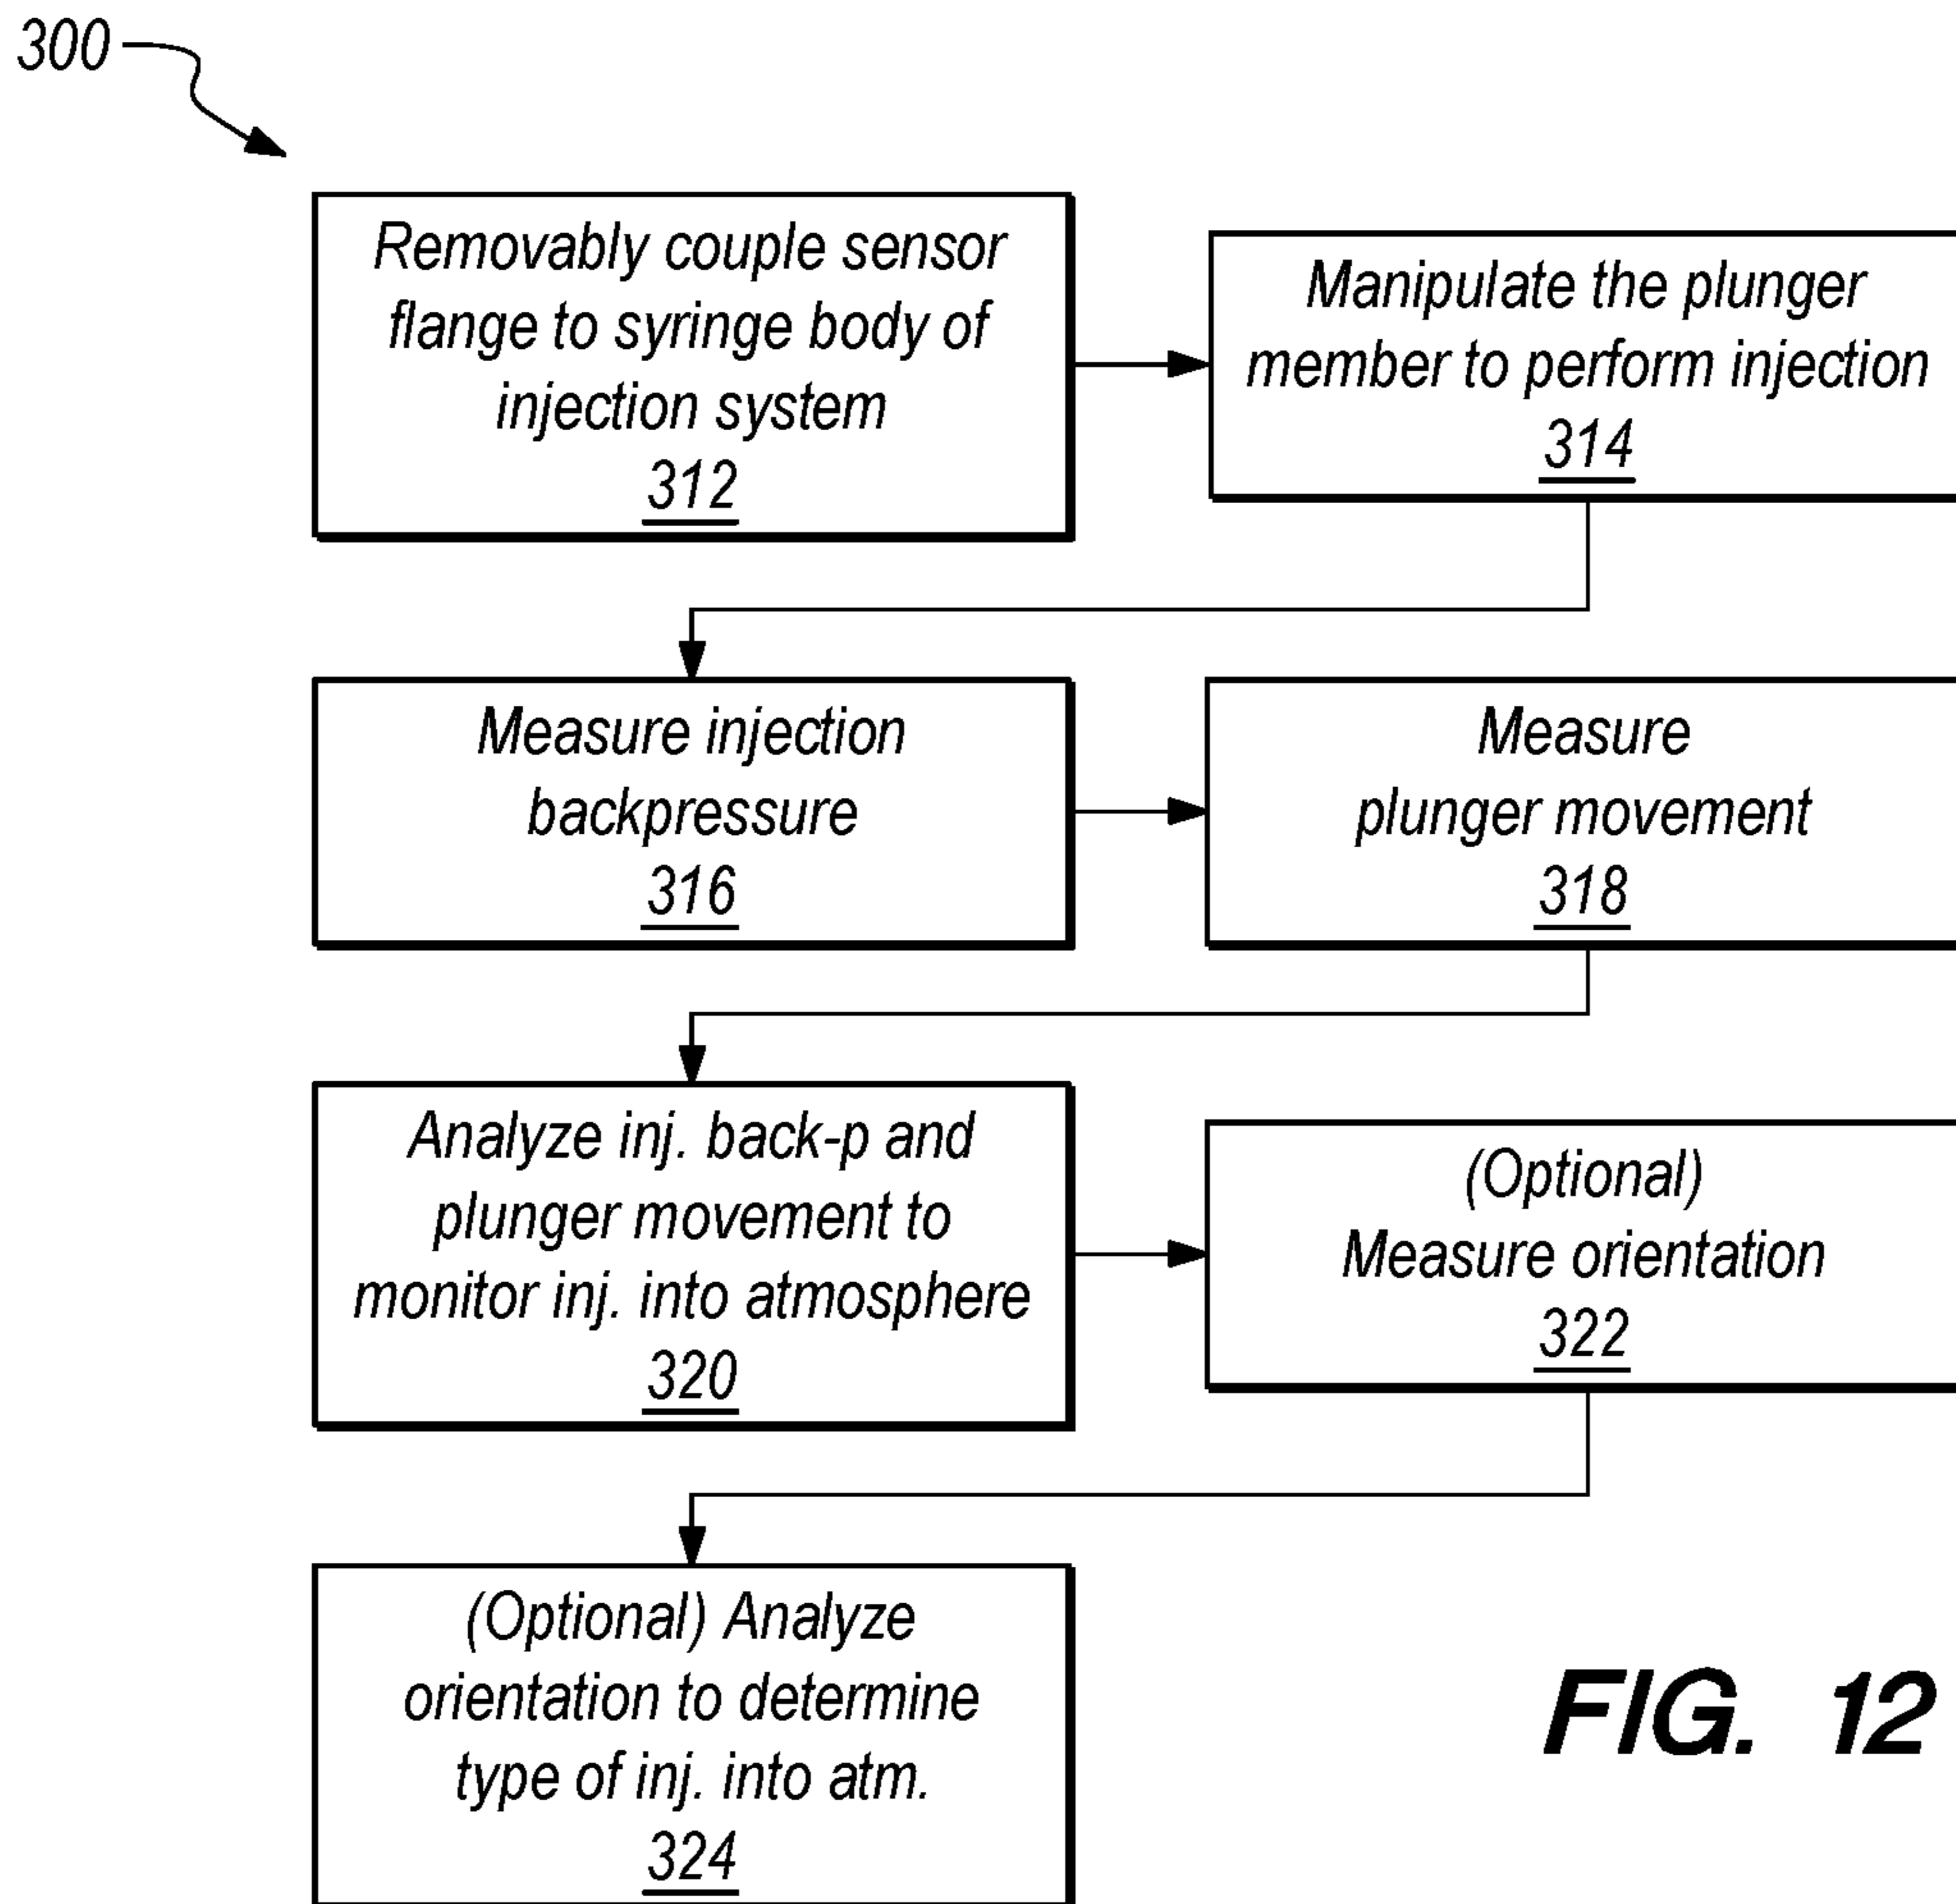 300
Removably couple sensor
flange to syringe body of
injection system
312
Manipulate the plunger
member to perform injection
314
Measure injection
backpressure
316
Measure
plunger movement
318
Analyze inj. back-p and
plunger movement to
monitor inj. into atmosphere
320
(Optional)
Measure orientation
322
(Optional) Analyze
orientation to determine
type of inj. into atm.
324
FIG. 12